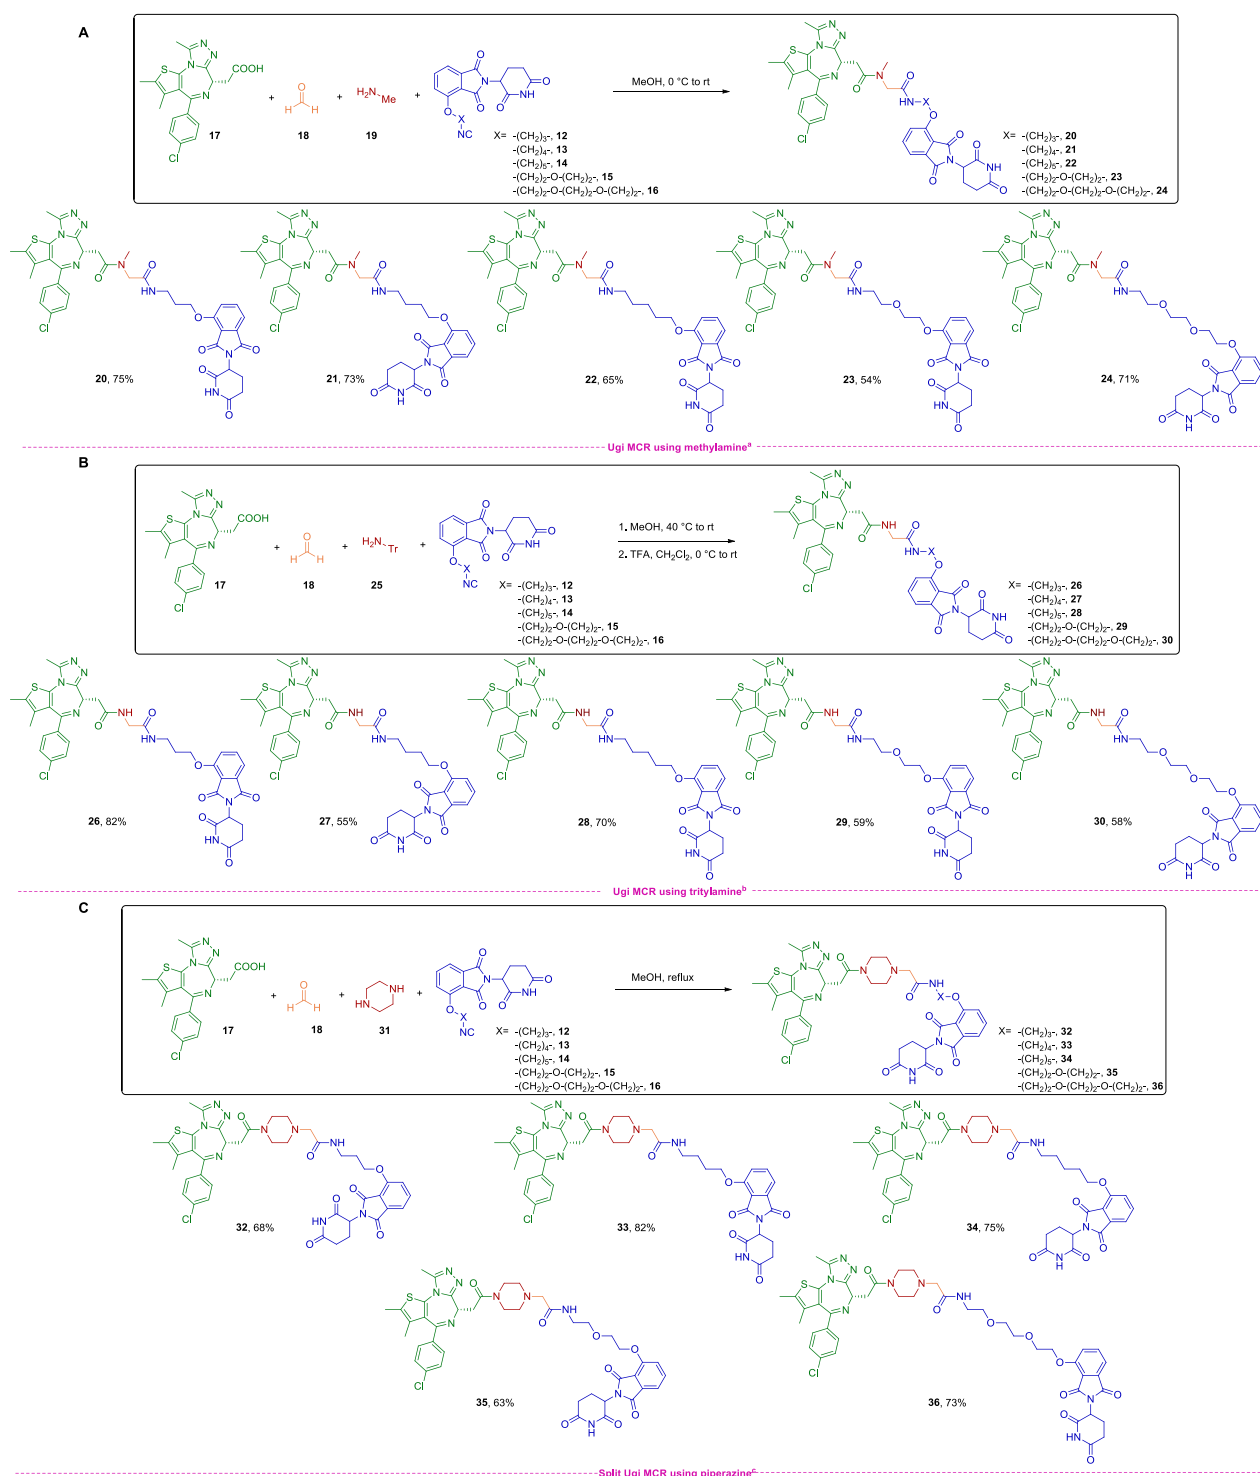 A
MeOH, 0 °C to rt
17
18
19
X= -(CH₂)₃-, 12
-(CH₂)₄-, 13
-(CH₂)₅-, 14
-(CH₂)₂-O-(CH₂)₂-, 15
-(CH₂)₂-O-(CH₂)₂-O-(CH₂)₂-, 16
X= -(CH₂)₃-, 20
-(CH₂)₄-, 21
-(CH₂)₅-, 22
-(CH₂)₂-O-(CH₂)₂-, 23
-(CH₂)₂-O-(CH₂)₂-O-(CH₂)₂-, 24
20, 75%
21, 73%
22, 65%
23, 54%
24, 71%
Ugi MCR using methylamineᵃ
B
1. MeOH, 40 °C to rt
2. TFA, CH₂Cl₂, 0 °C to rt
17
18
25
X= -(CH₂)₃-, 12
-(CH₂)₄-, 13
-(CH₂)₅-, 14
-(CH₂)₂-O-(CH₂)₂-, 15
-(CH₂)₂-O-(CH₂)₂-O-(CH₂)₂-, 16
X= -(CH₂)₃-, 26
-(CH₂)₄-, 27
-(CH₂)₅-, 28
-(CH₂)₂-O-(CH₂)₂-, 29
-(CH₂)₂-O-(CH₂)₂-O-(CH₂)₂-, 30
26, 82%
27, 55%
28, 70%
29, 59%
30, 58%
Ugi MCR using tritylamineᵇ
C
MeOH, reflux
17
18
31
X= -(CH₂)₃-, 12
-(CH₂)₄-, 13
-(CH₂)₅-, 14
-(CH₂)₂-O-(CH₂)₂-, 15
-(CH₂)₂-O-(CH₂)₂-O-(CH₂)₂-, 16
X= -(CH₂)₃-, 32
-(CH₂)₄-, 33
-(CH₂)₅-, 34
-(CH₂)₂-O-(CH₂)₂-, 35
-(CH₂)₂-O-(CH₂)₂-O-(CH₂)₂-, 36
32, 68%
33, 82%
34, 75%
35, 63%
36, 73%
Split Ugi MCR using piperazineᶜ